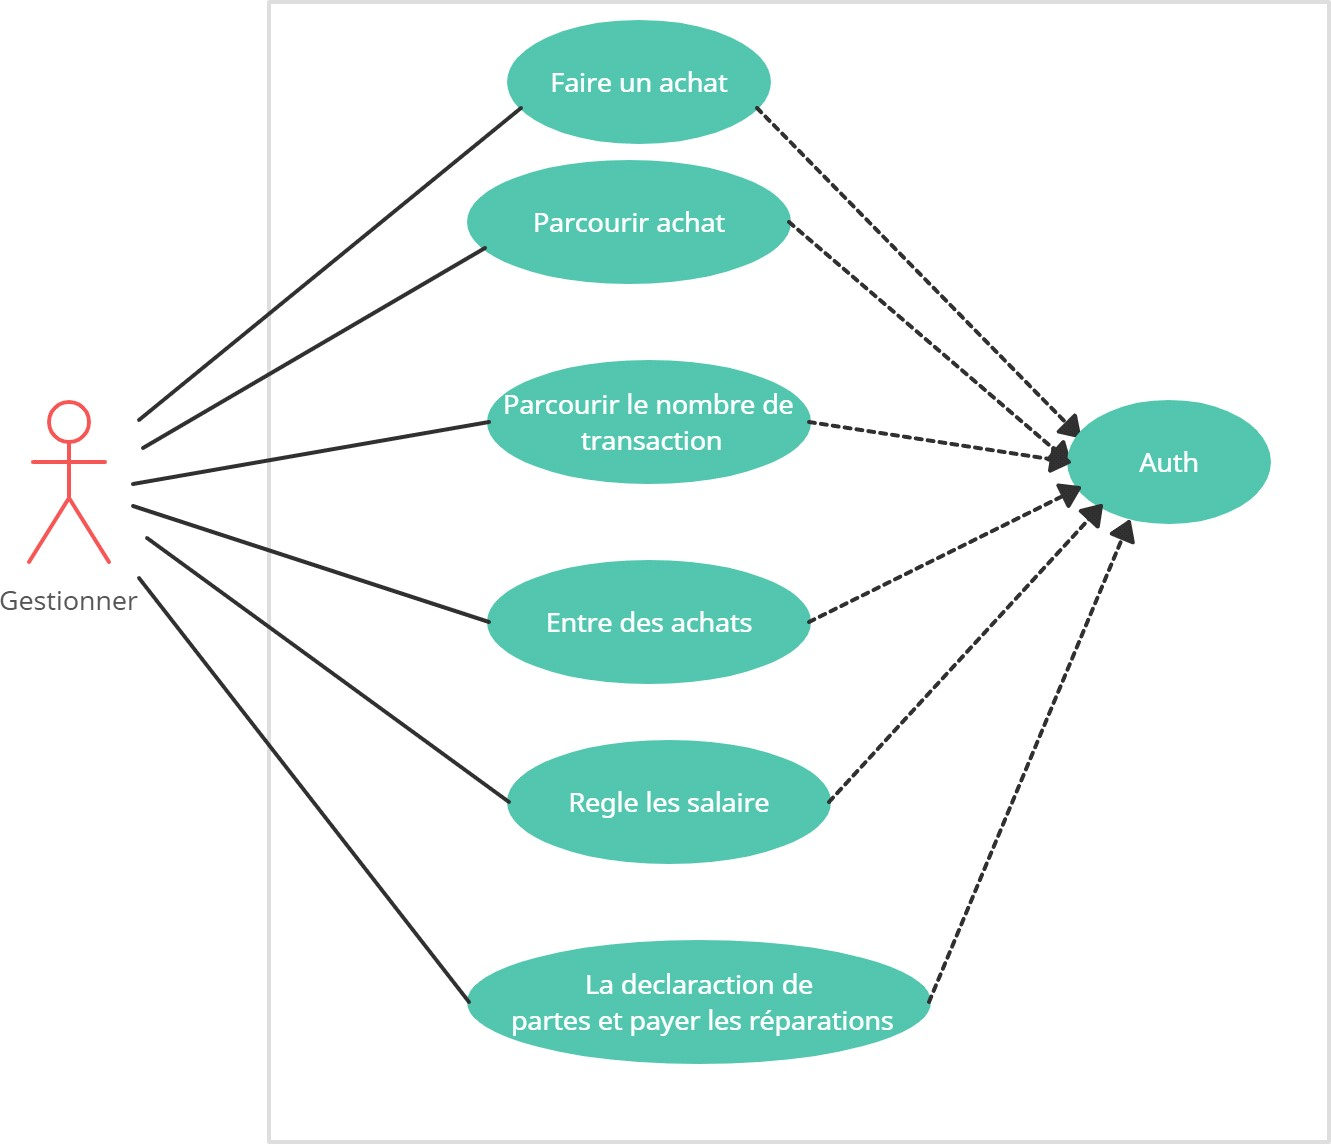 Faire un achat
Parcourir achat
Parcourir le nombre de
transaction
Auth
Gestionner
Entre des achats
Regle les salaire
La declaraction de
partes et payer les réparations